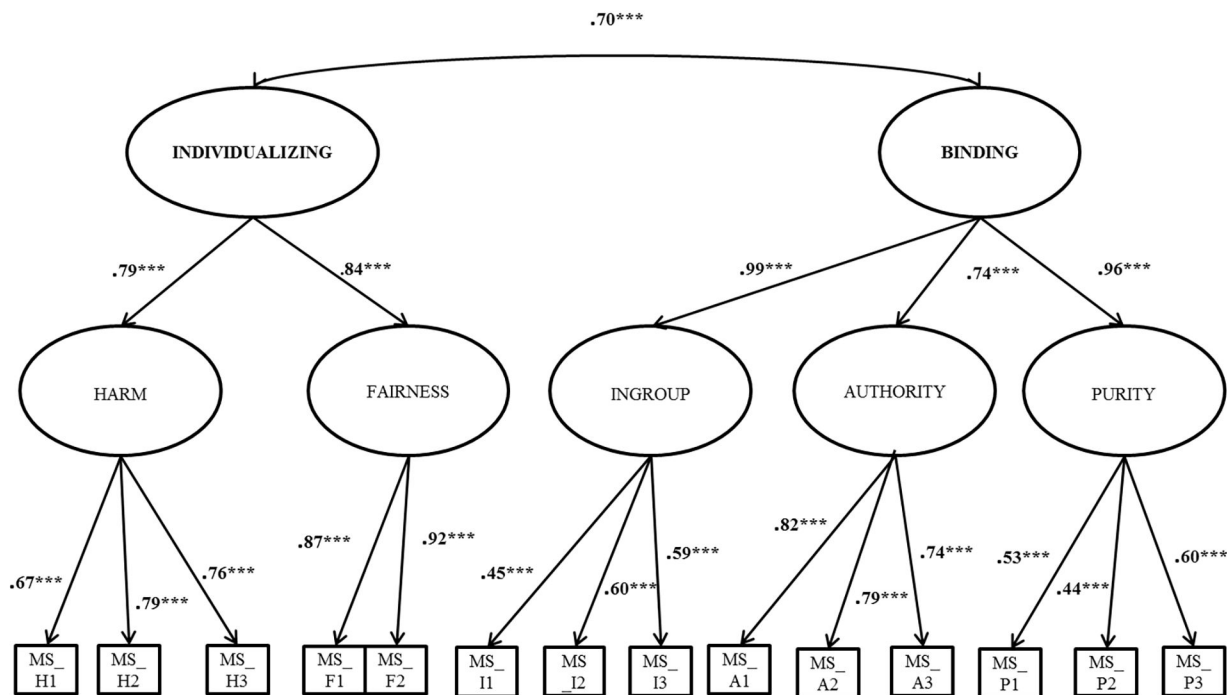 .70***
INDIVIDUALIZING
BINDING
.79***
.84***
.99***
.74***
.96***
HARM
FAIRNESS
INGROUP
AUTHORITY
PURITY
.67***
.79***
.76***
.87***
.92***
.45***
.60***
.59***
.82***
.79***
.74***
.53***
.44***
.60***
MS_
H1
MS_
H2
MS_
H3
MS_
F1
MS_
F2
MS_
I1
MS_
_I2
MS_
I3
MS_
A1
MS_
A2
MS_
A3
MS_
P1
MS_
P2
MS_
P3